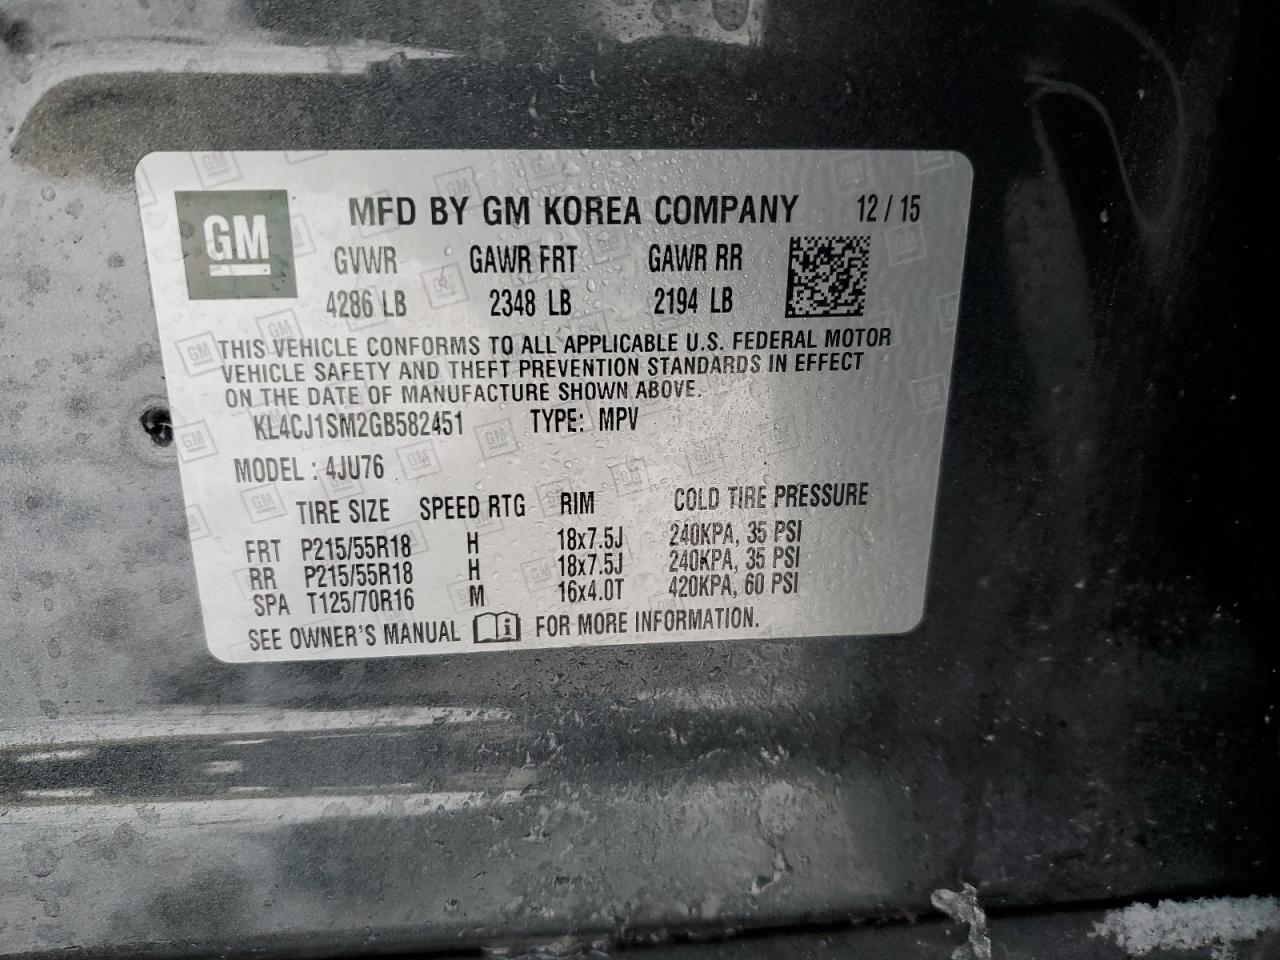 GM MFD BY GM KOREA COMPANY 12 / 15
GVWR GAWR FRT GAWR RR
4286 LB 2348 LB 2194 LB
THIS VEHICLE CONFORMS TO ALL APPLICABLE U.S. FEDERAL MOTOR
VEHICLE SAFETY AND THEFT PREVENTION STANDARDS IN EFFECT
ON THE DATE OF MANUFACTURE SHOWN ABOVE.
KL4CJ1SM2GB582451 TYPE: MPV
MODEL : 4JU76
TIRE SIZE SPEED RTG RIM COLD TIRE PRESSURE
FRT P215/55R18 H 18x7.5J 240KPA, 35 PSI
RR P215/55R18 H 18x7.5J 240KPA, 35 PSI
SPA T125/70R16 M 16x4.0T 420KPA, 60 PSI
SEE OWNER'S MANUAL i FOR MORE INFORMATION.